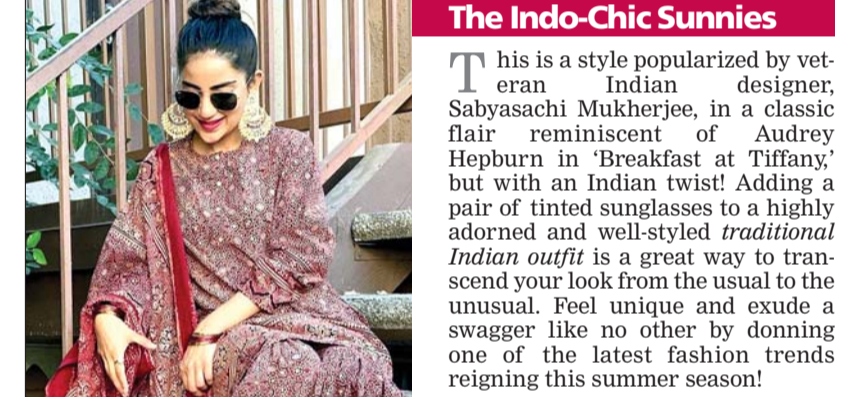 The Indo-Chic Sunnies
This is a style popularized by vet-
eran Indian designer,
Sabyasachi Mukherjee, in a classic
flair reminiscent of Audrey
Hepburn in ‘Breakfast at Tiffany,’
but with an Indian twist! Adding a
pair of tinted sunglasses to a highly
adorned and well-styled traditional
Indian outfit is a great way to tran-
scend your look from the usual to the
unusual. Feel unique and exude a
swagger like no other by donning
one of the latest fashion trends
reigning this summer season!